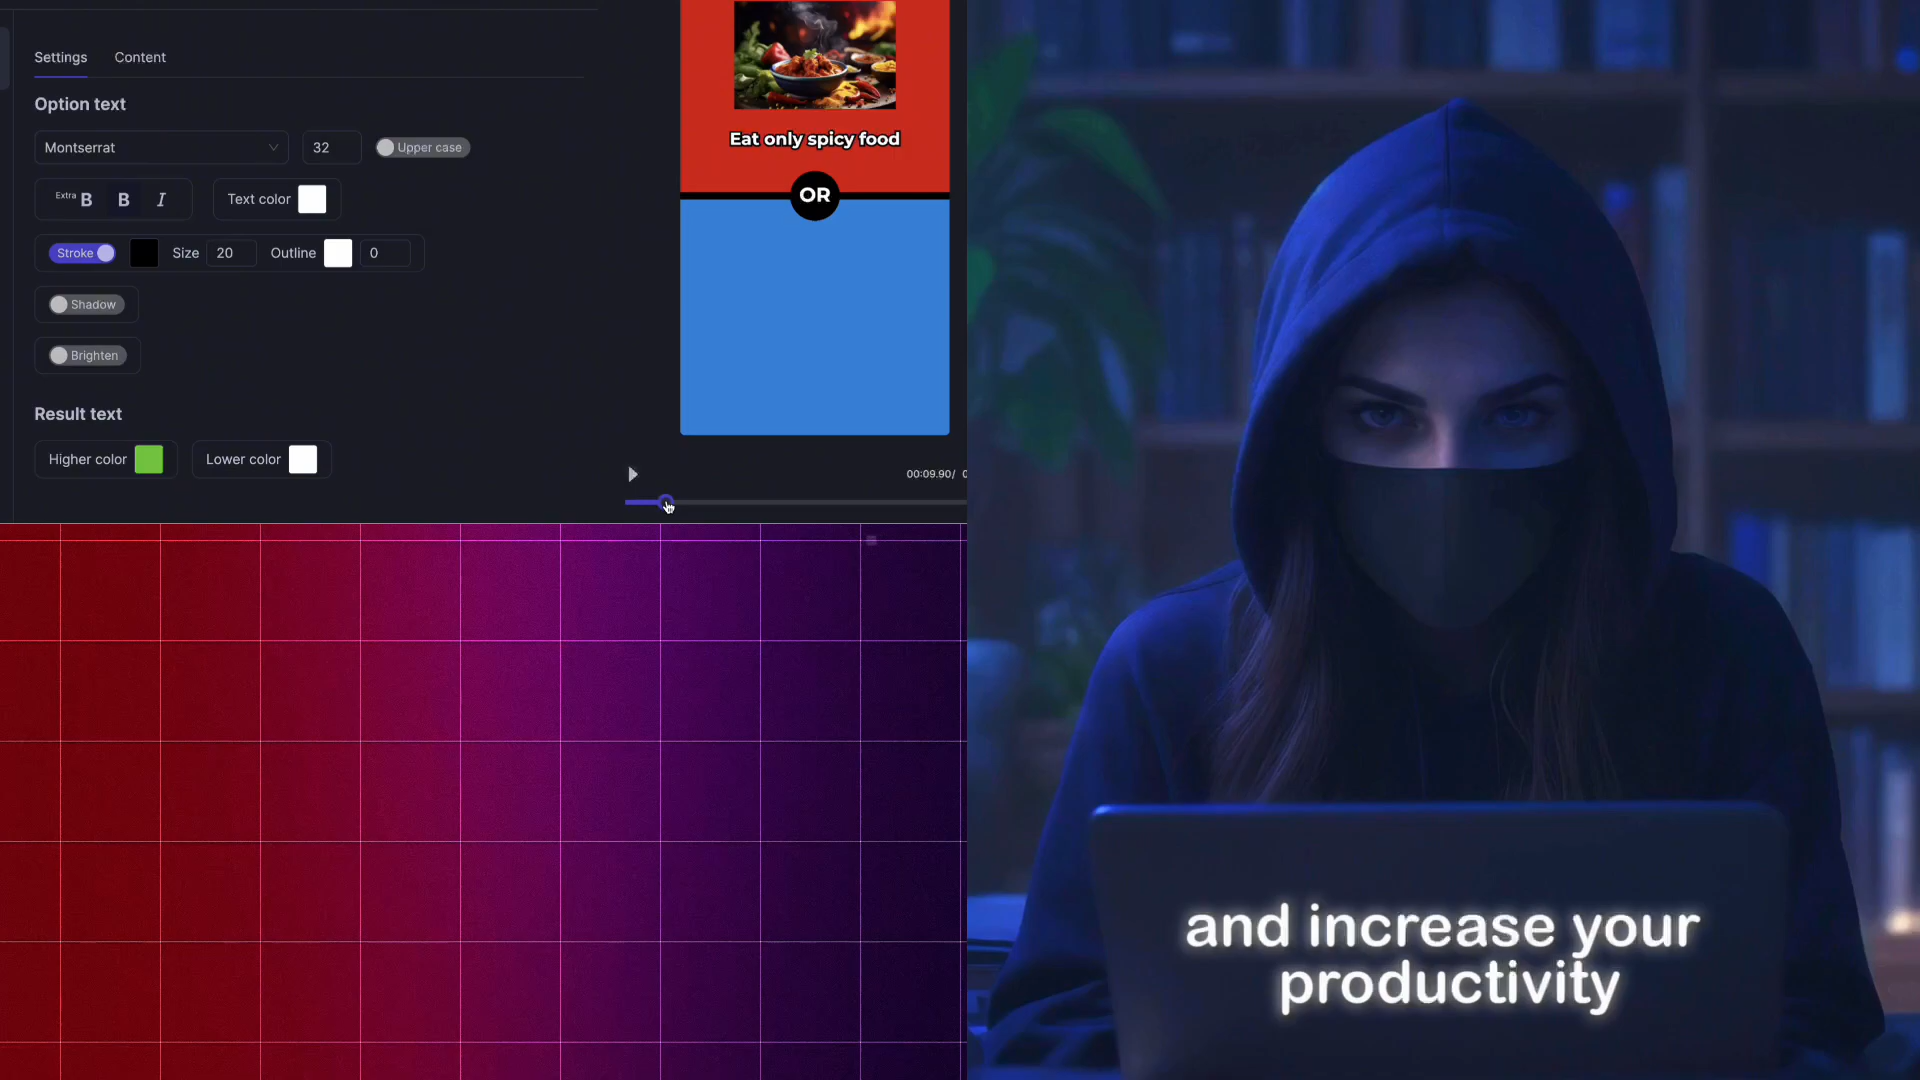 Settings Content
Option text
Montserrat 32 Upper case
Extra B B I Text color
Stroke Size 20 Outline 0
Shadow
Brighten
Result text
Higher color Lower color
Eat only spicy food
OR
00:09.90/
and increase your
productivity